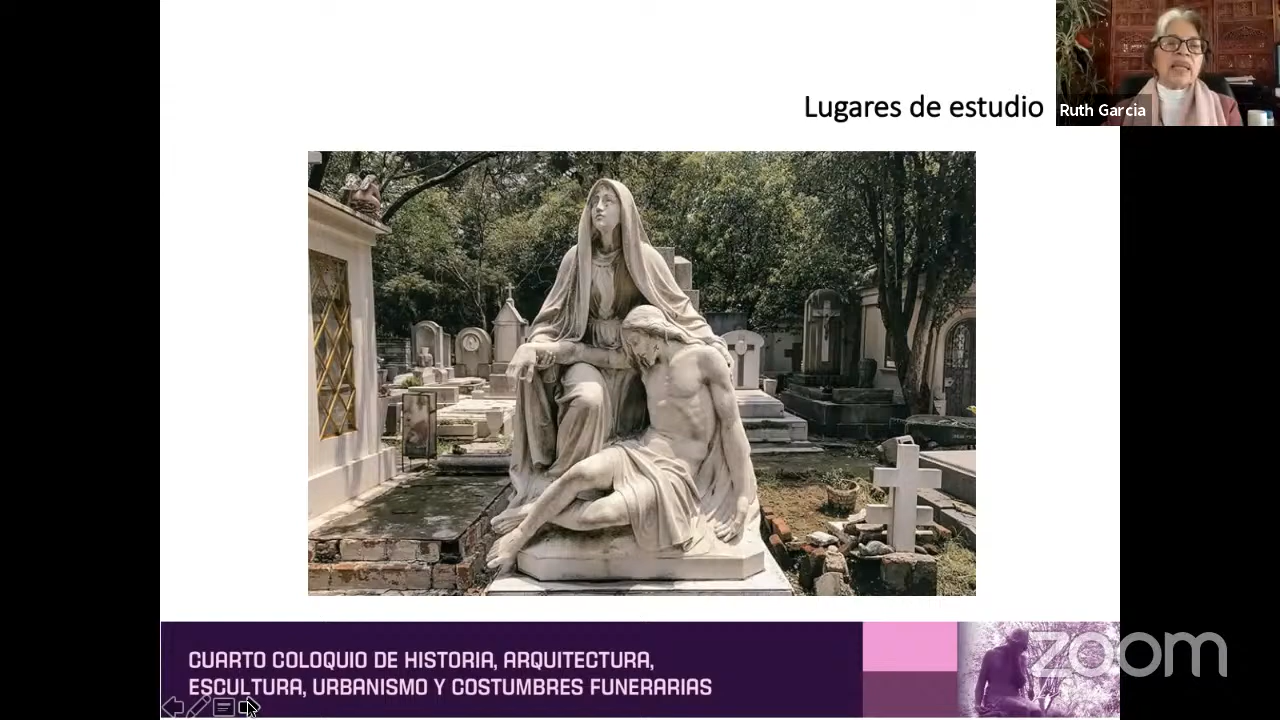 Lugares de estudio
Ruth Garcia
CUARTO COLOQUIO DE HISTORIA, ARQUITECTURA,
ESCULTURA, URBANISMO Y COSTUMBRES FUNERARIAS
zoom